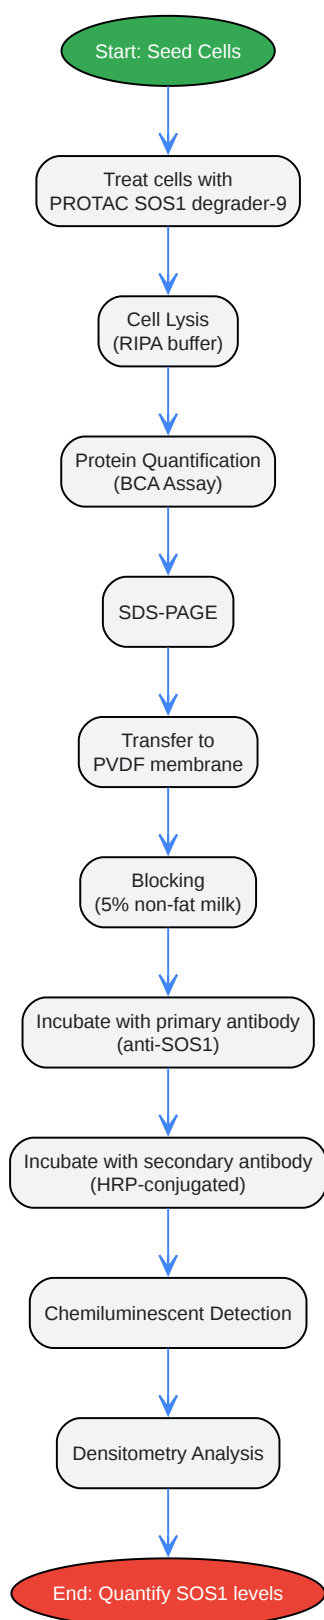 Start: Seed Cells
Treat cells with
PROTAC SOS1 degrader-9
Cell Lysis
(RIPA buffer)
Protein Quantification
(BCA Assay)
SDS-PAGE
Transfer to
PVDF membrane
Blocking
(5% non-fat milk)
Incubate with primary antibody
(anti-SOS1)
Incubate with secondary antibody
(HRP-conjugated)
Chemiluminescent Detection
Densitometry Analysis
End: Quantify SOS1 levels